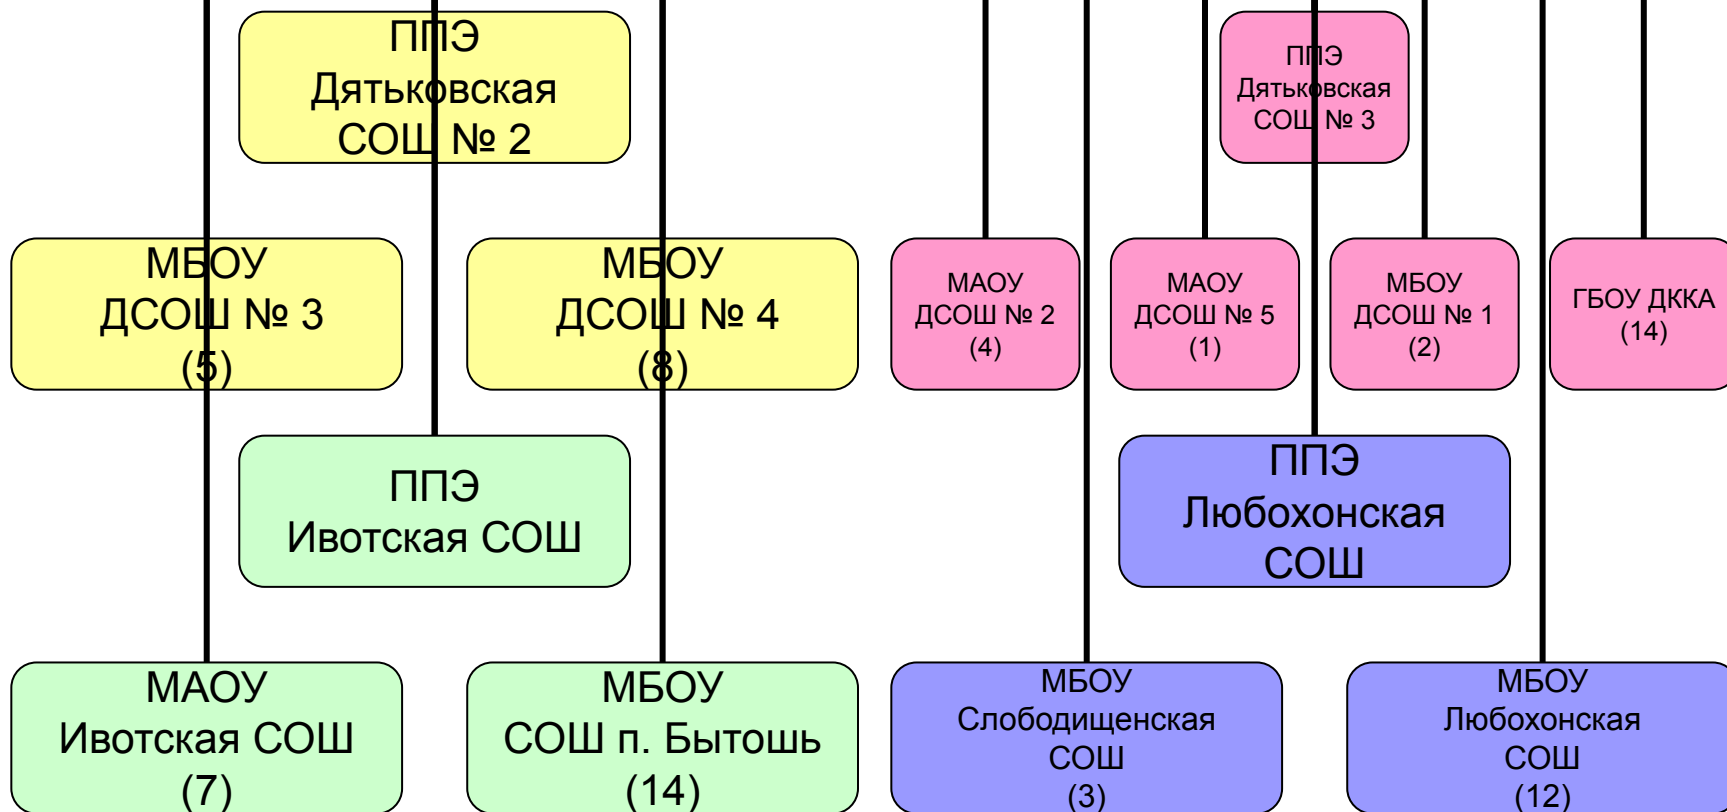 ППЭ
Дятьковская
СОШ № 2
ППЭ
Дятьковская
СОШ № 3
МБОУ
ДСОШ № 3
(5)
МБОУ
ДСОШ № 4
(8)
МАОУ
ДСОШ № 2
(4)
МАОУ
ДСОШ № 5
(1)
МБОУ
ДСОШ № 1
(2)
ГБОУ ДККА
(14)
ППЭ
Ивотская СОШ
ППЭ
Любохонская
СОШ
МАОУ
Ивотская СОШ
(7)
МБОУ
СОШ п. Бытошь
(14)
МБОУ
Слободищенская
СОШ
(3)
МБОУ
Любохонская
СОШ
(12)